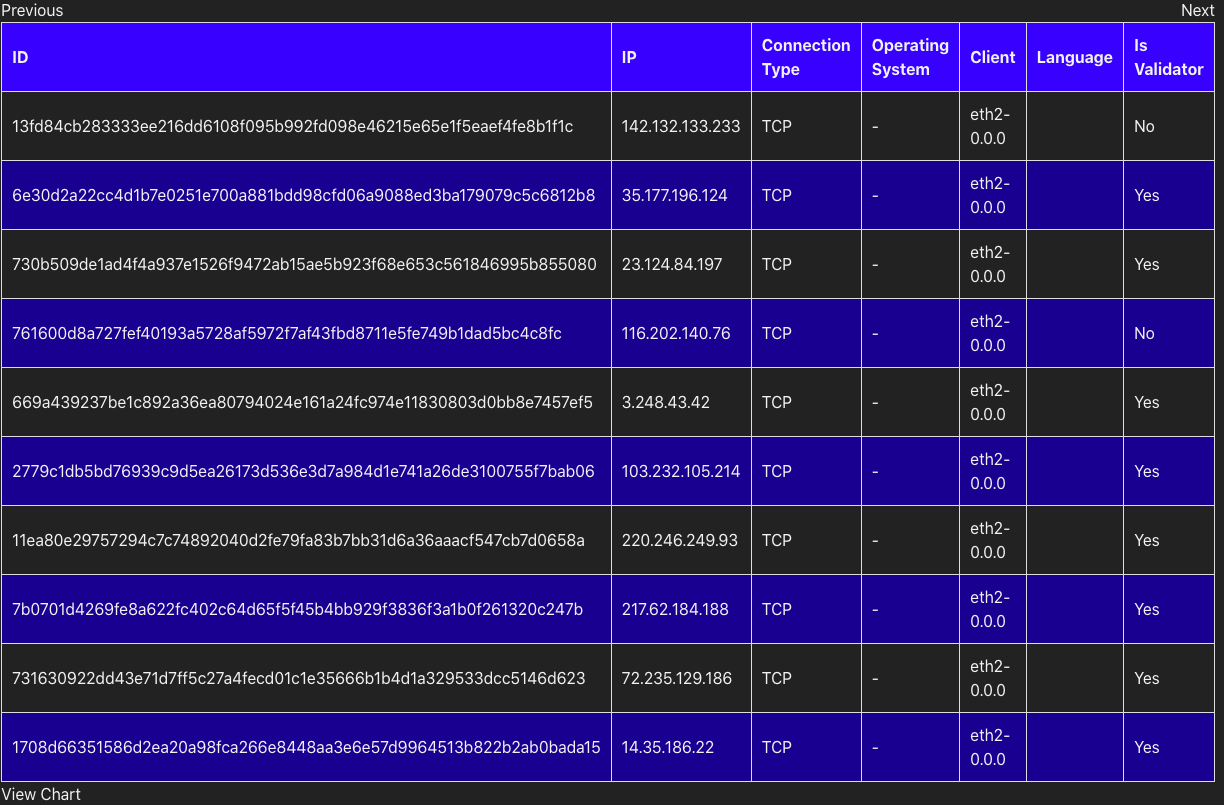 Previous Next
ID IP Connection Type Operating System Client Language Is Validator
13fd84cb283333ee216dd6108f095b992fd098e46215e65e1f5eaef4fe8b1f1c 142.132.133.233 TCP - eth2-0.0.0 No
6e30d2a22cc4d1b7e0251e700a881bdd98cfd06a9088ed3ba179079c5c6812b8 35.177.196.124 TCP - eth2-0.0.0 Yes
730b509de1ad4f4a937e1526f9472ab15ae5b923f68e653c561846995b855080 23.124.84.197 TCP - eth2-0.0.0 Yes
761600d8a727fef40193a5728af5972f7af43fbd8711e5fe749b1dad5bc4c8fc 116.202.140.76 TCP - eth2-0.0.0 No
669a439237be1c892a36ea80794024e161a24fc974e11830803d0bb8e7457ef5 3.248.43.42 TCP - eth2-0.0.0 Yes
2779c1db5bd76939c9d5ea26173d536e3d7a984d1e741a26de3100755f7bab06 103.232.105.214 TCP - eth2-0.0.0 Yes
11ea80e29757294c7c74892040d2fe79fa83b7bb31d6a36aaacf547cb7d0658a 220.246.249.93 TCP - eth2-0.0.0 Yes
7b0701d4269fe8a622fc402c64d65f5f45b4bb929f3836f3a1b0f261320c247b 217.62.184.188 TCP - eth2-0.0.0 Yes
731630922dd43e71d7ff5c27a4fecd01c1e35666b1b4d1a329533dcc5146d623 72.235.129.186 TCP - eth2-0.0.0 Yes
1708d66351586d2ea20a98fca266e8448aa3e6e57d9964513b822b2ab0bada15 14.35.186.22 TCP - eth2-0.0.0 Yes
View Chart